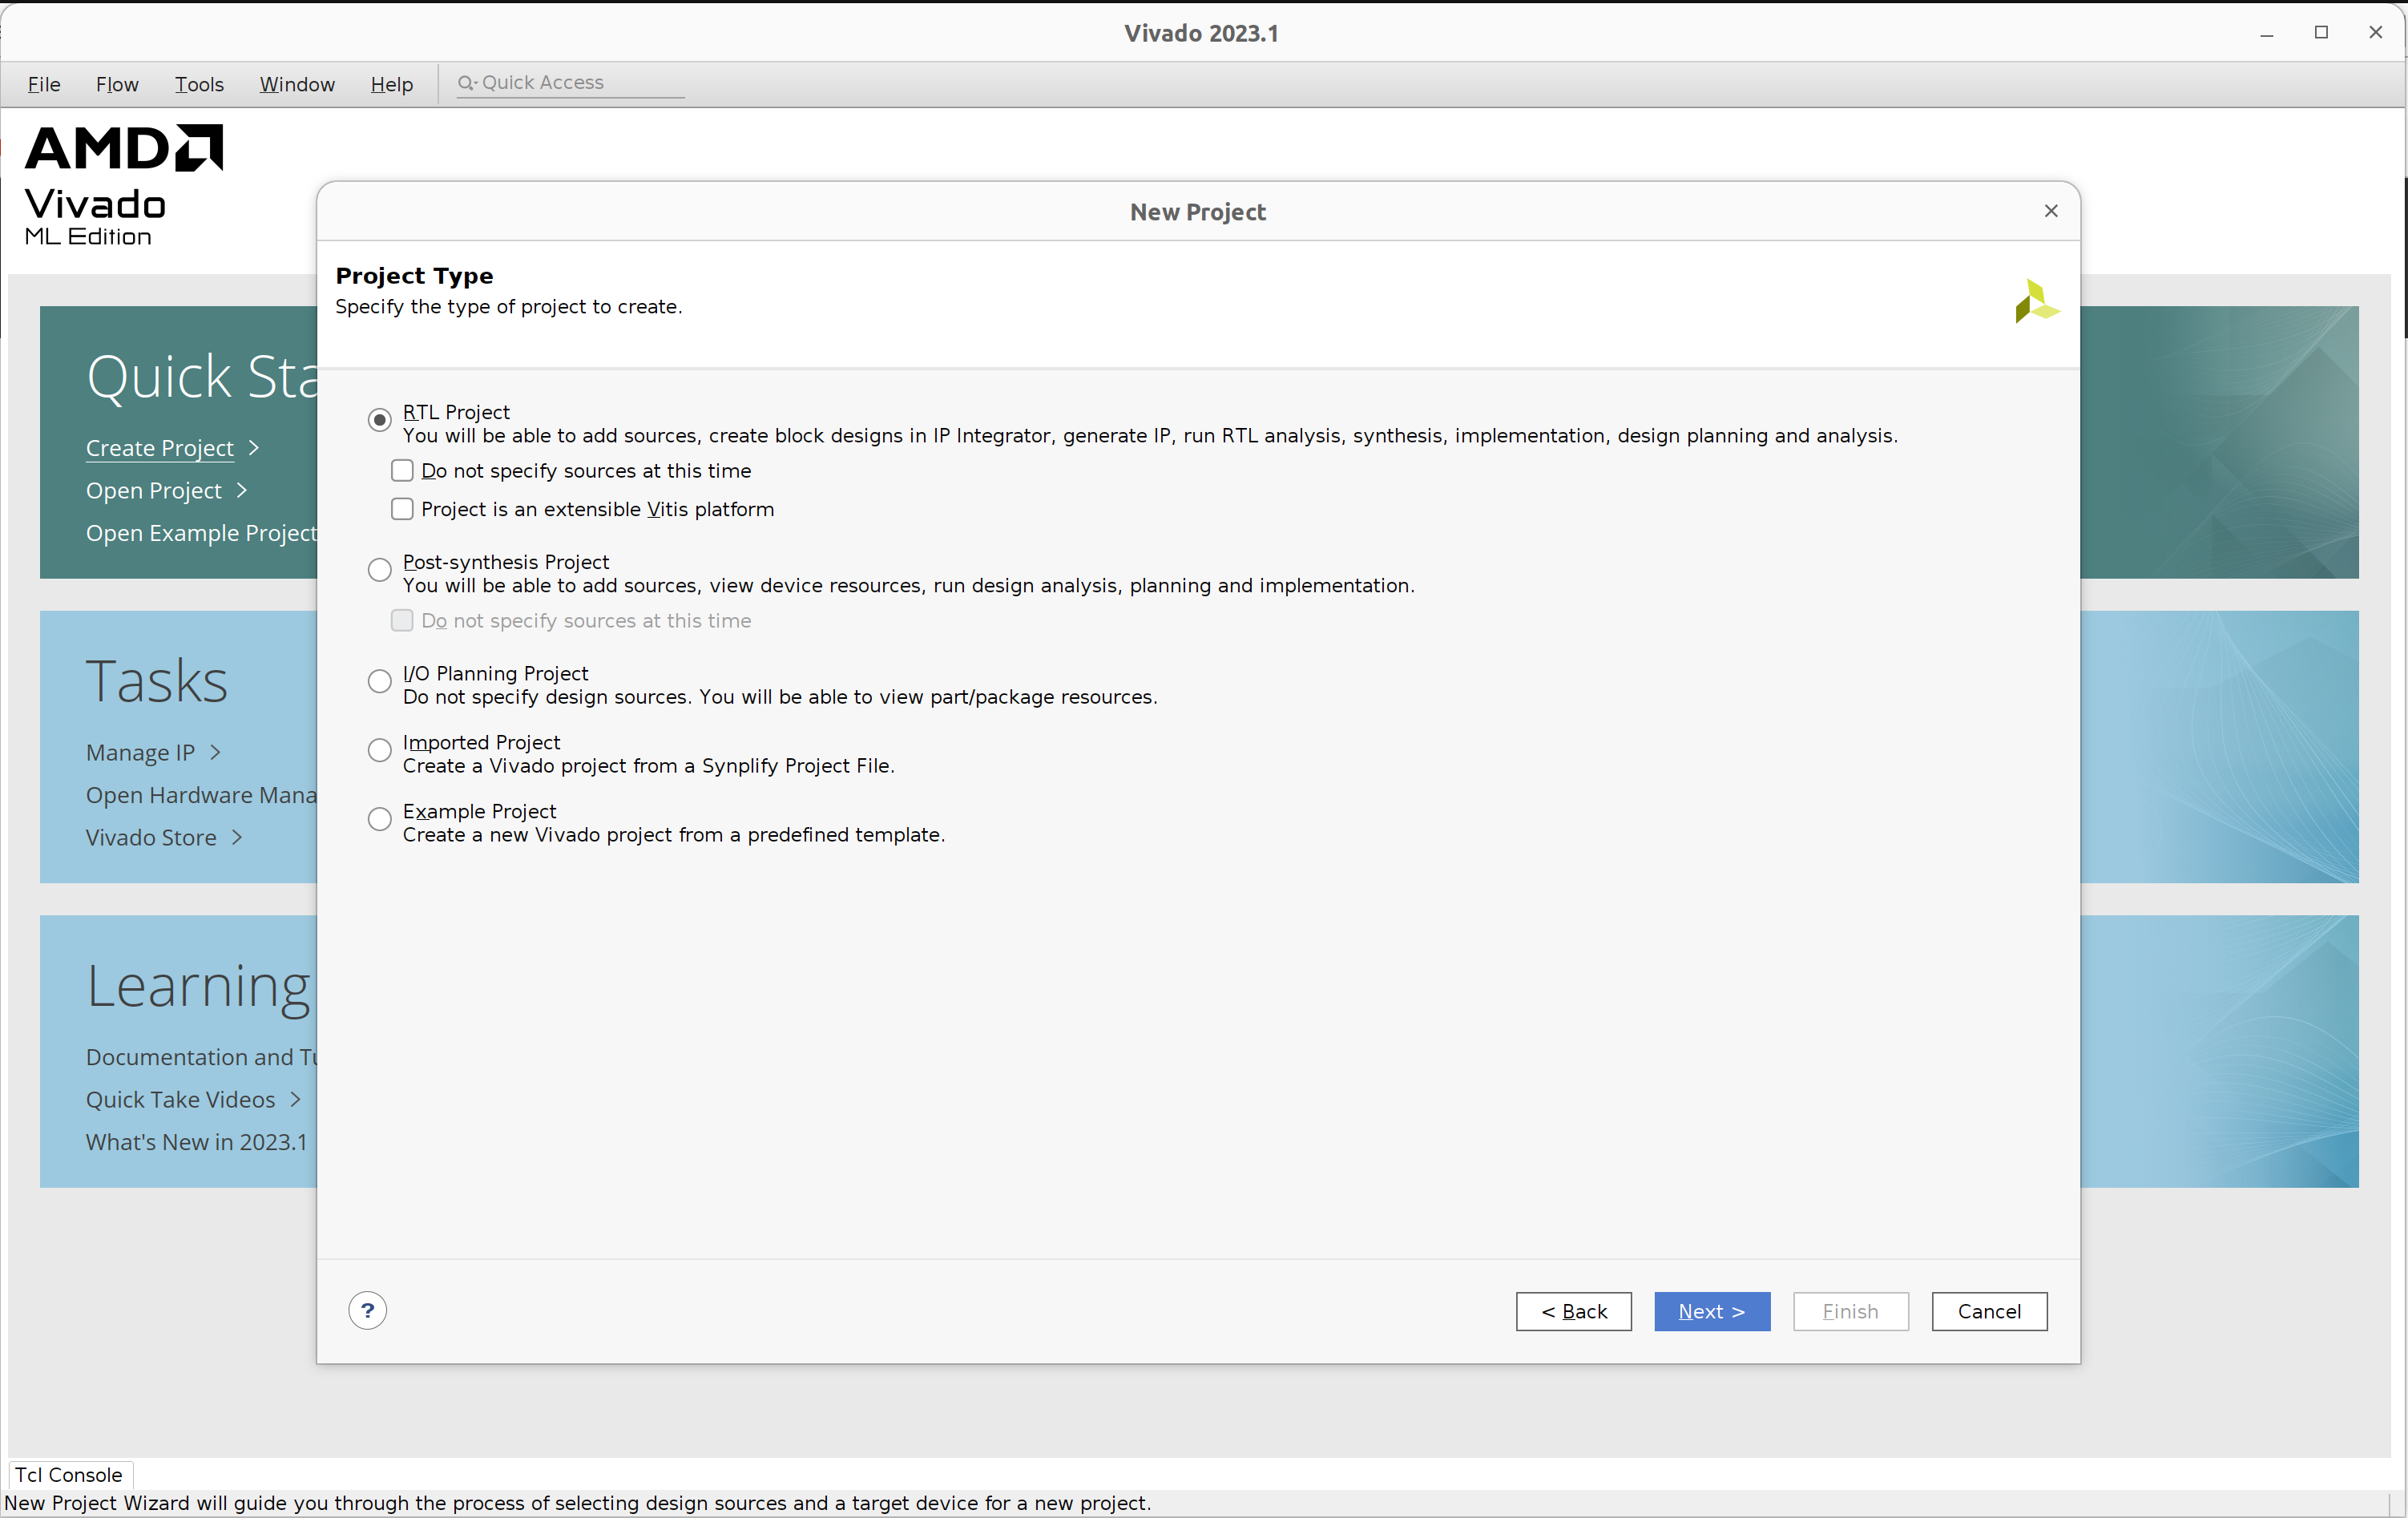 Vivado 2023.1
File Flow Tools Window Help Quick Access
AMD
Vivado
ML Edition
Quick Sta
Create Project >
Open Project >
Open Example Project
Tasks
Manage IP >
Open Hardware Mana
Vivado Store >
Learning
Documentation and Tu
Quick Take Videos >
What's New in 2023.1
New Project
Project Type
Specify the type of project to create.
RTL Project
You will be able to add sources, create block designs in IP Integrator, generate IP, run RTL analysis, synthesis, implementation, design planning and analysis.
Do not specify sources at this time
Project is an extensible Vitis platform
Post-synthesis Project
You will be able to add sources, view device resources, run design analysis, planning and implementation.
Do not specify sources at this time
I/O Planning Project
Do not specify design sources. You will be able to view part/package resources.
Imported Project
Create a Vivado project from a Synplify Project File.
Example Project
Create a new Vivado project from a predefined template.
?
< Back Next > Finish Cancel
Tcl Console
New Project Wizard will guide you through the process of selecting design sources and a target device for a new project.